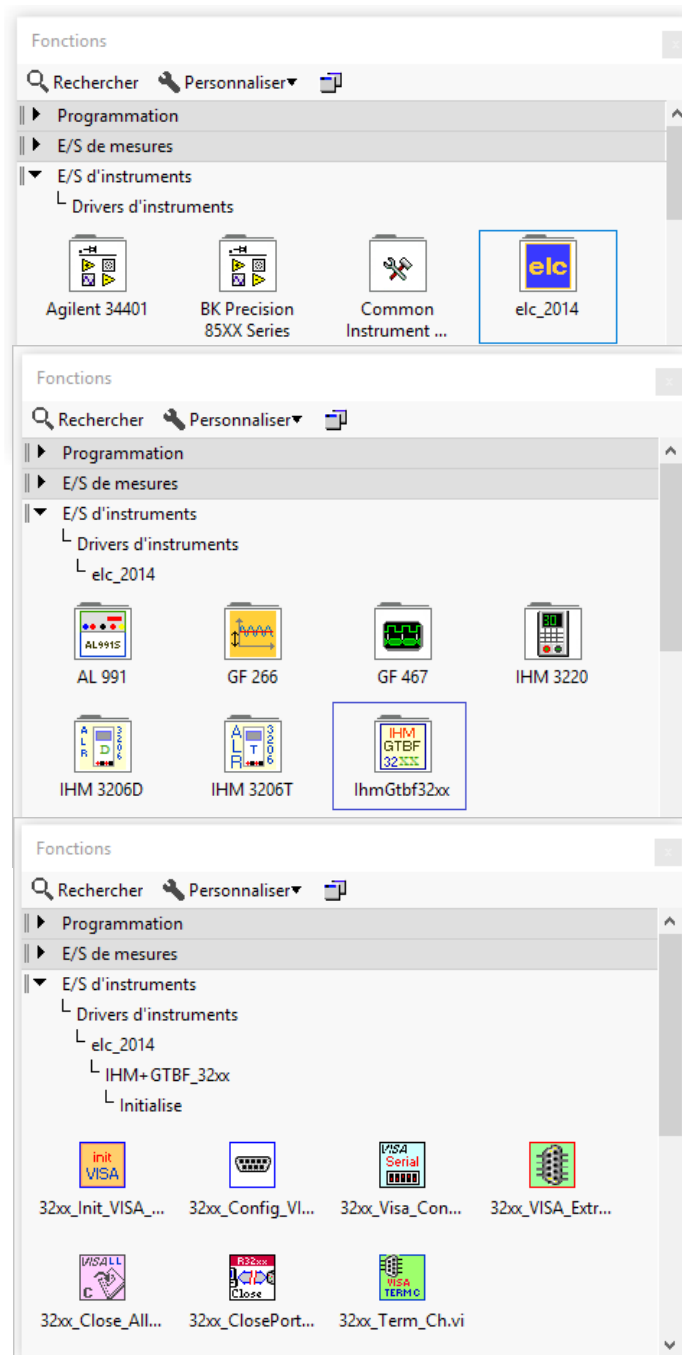 Fonctions
Rechercher Personnaliser
Programmation
E/S de mesures
E/S d'instruments
Drivers d'instruments
elc
Agilent 34401 BK Precision 85XX Series Common Instrument ... elc_2014
Fonctions
Rechercher Personnaliser
Programmation
E/S de mesures
E/S d'instruments
Drivers d'instruments
elc_2014
AL991S 30
AL 991 GF 266 GF 467 IHM 3220
ALR D 3206 ALR T 3206 IHM GTBF 32XX
IHM 3206D IHM 3206T IhmGtbf32xx
Fonctions
Rechercher Personnaliser
Programmation
E/S de mesures
E/S d'instruments
Drivers d'instruments
elc_2014
IHM+GTBF_32xx
Initialise
init VISA VISA Serial
32xx_Init_VISA_... 32xx_Config_VI... 32xx_Visa_Con... 32xx_VISA_Extr...
VISALL C R32xx Close VISA TERM C
32xx_Close_All... 32xx_ClosePort... 32xx_Term_Ch.vi